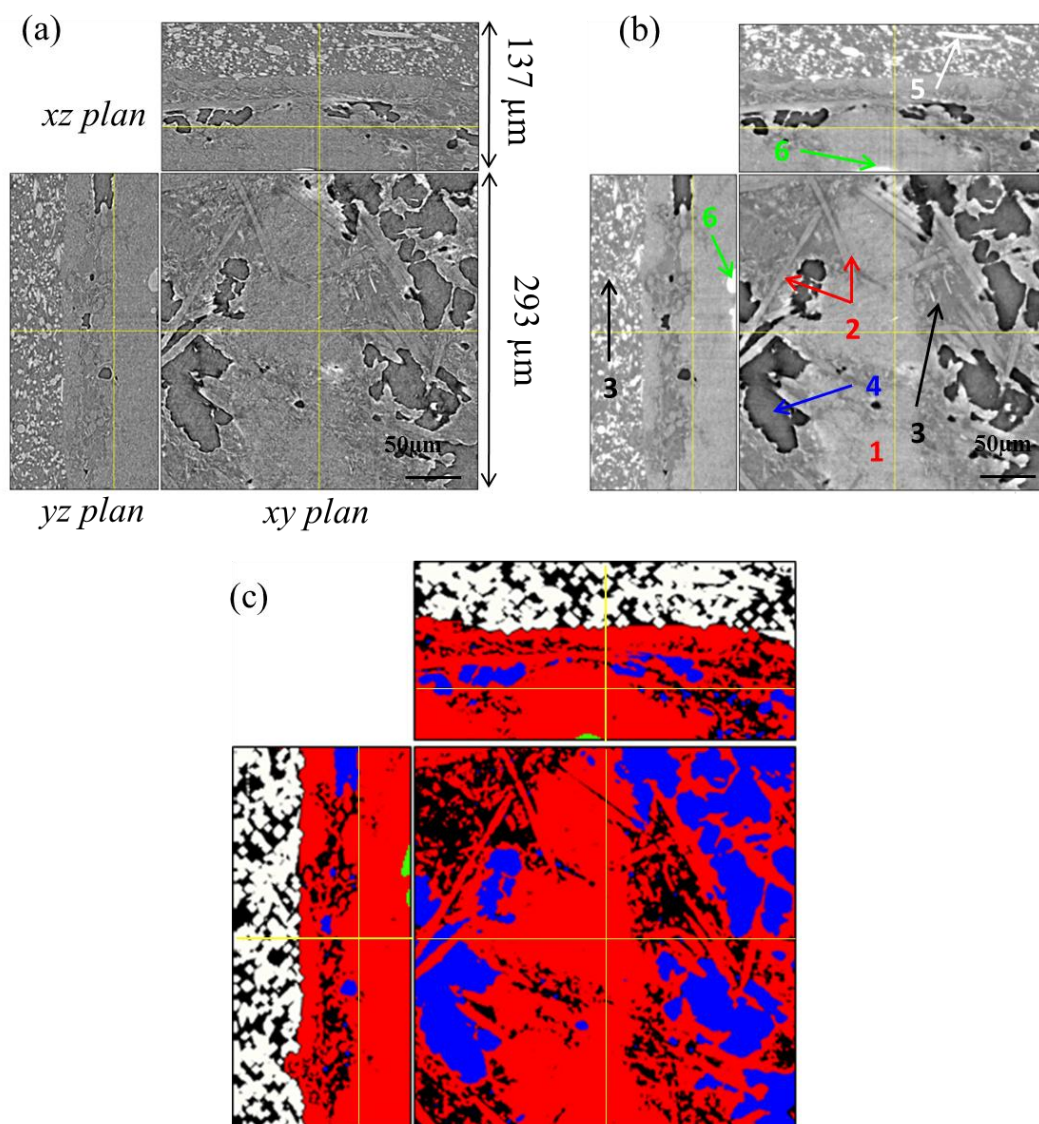 (a)
xz plan
137 μm
293 μm
50μm
yz plan
xy plan
(b)
5
6
6
2
3
4
3
1
50μm
(c)